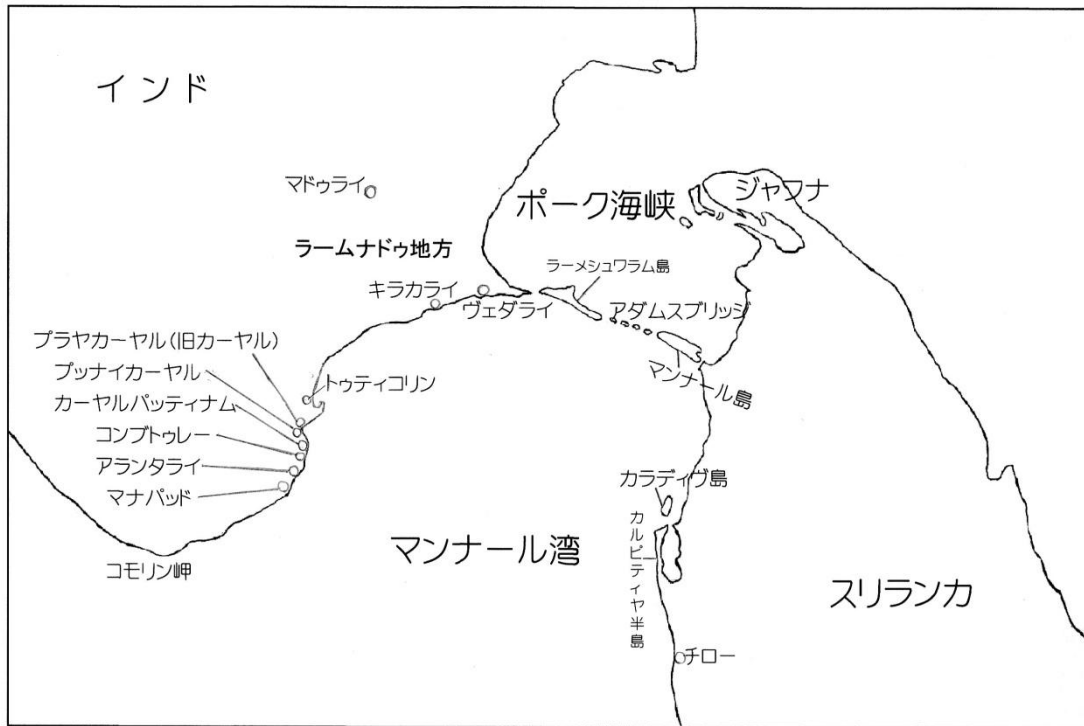 インド
マドゥライ
ポーク海峡
ジャフナ
ラームナドゥ地方
ラーメシュワラム島
キラカライ
ヴェダライ
アダムスブリッジ
マンナール島
プラヤカーヤル(旧カーヤル)
プッナイカーヤル
トゥティコリン
カーヤルパッティナム
コンブトゥレー
アランタライ
マナパッド
コモリン岬
カラディヴ島
カルピティヤ半島
マンナール湾
スリランカ
チロー